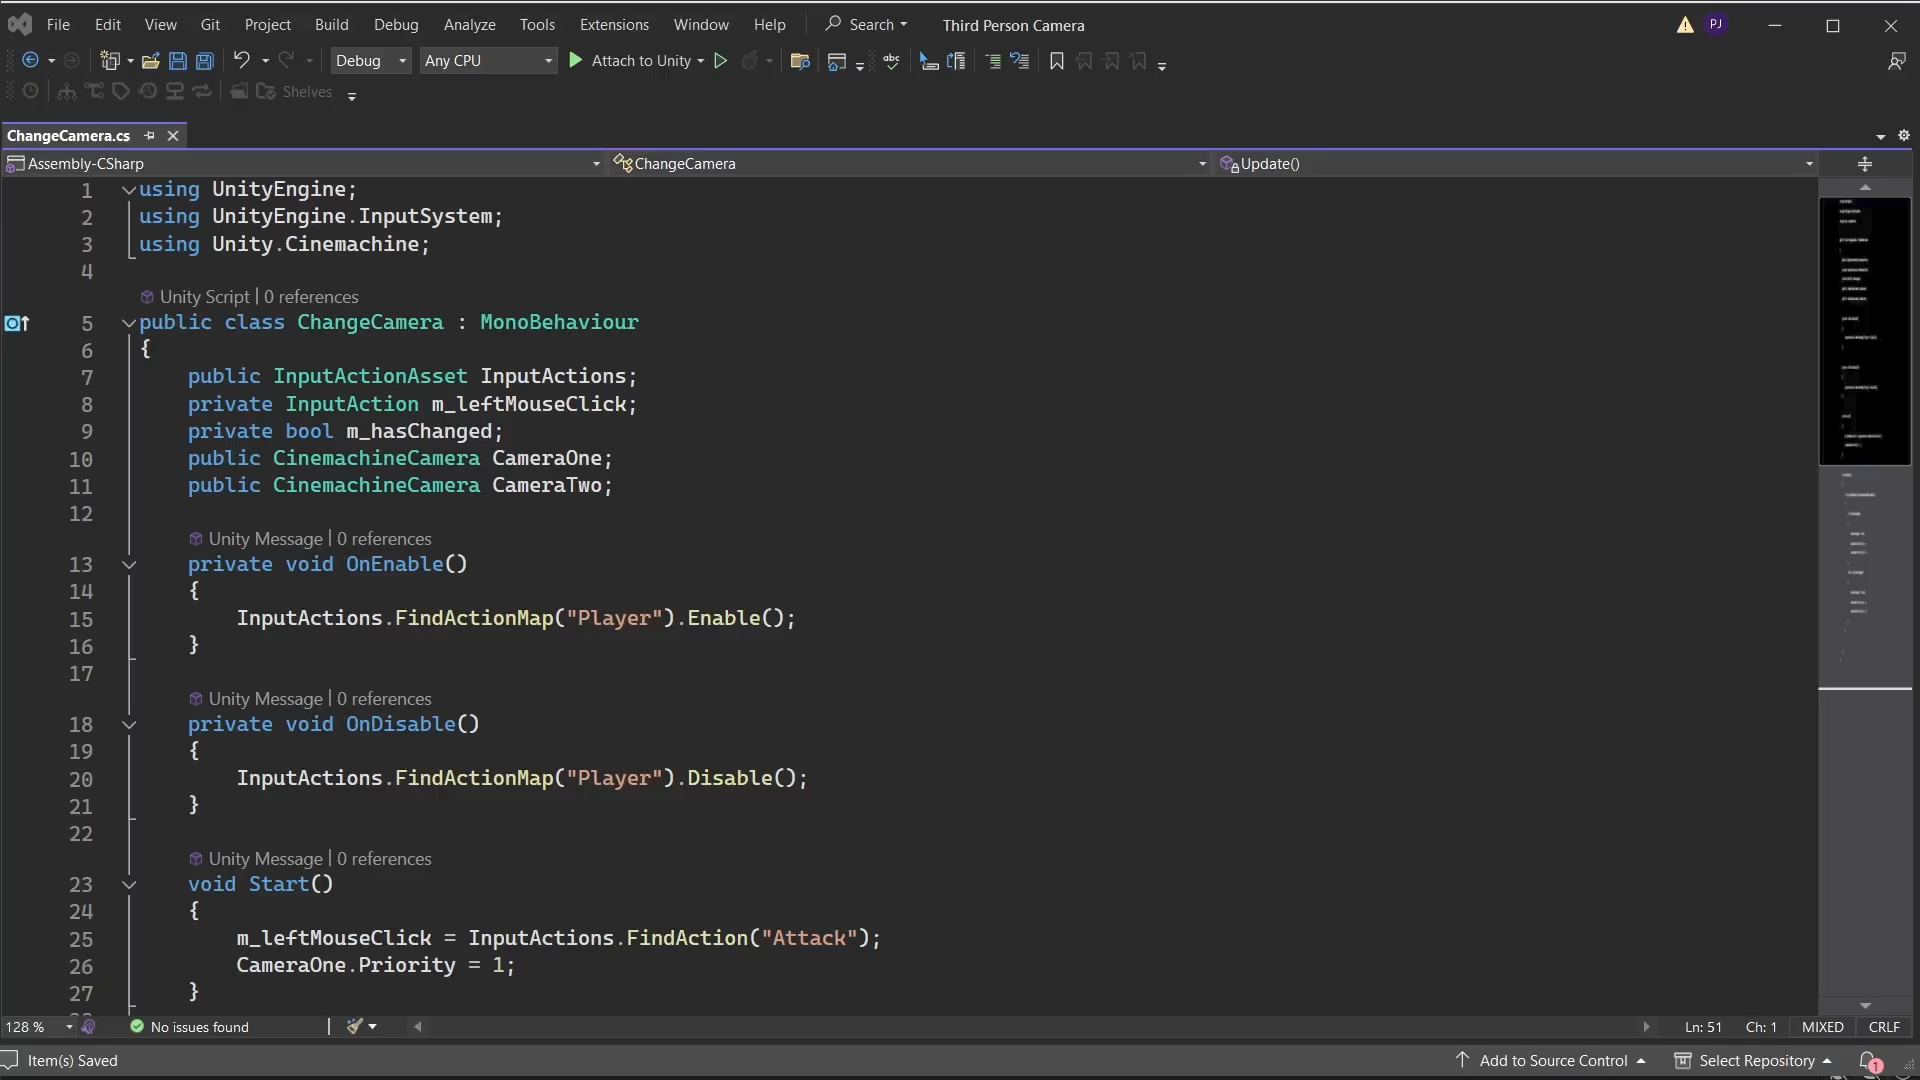 File Edit View Git Project Build Debug Analyze Tools Extensions Window Help Search Third Person Camera PJ
Debug Any CPU Attach to Unity abc
Shelves
ChangeCamera.cs
Assembly-CSharp ChangeCamera Update()
1 using UnityEngine;
2 using UnityEngine.InputSystem;
3 using Unity.Cinemachine;
4
Unity Script | 0 references
5 public class ChangeCamera : MonoBehaviour
6 {
7 public InputActionAsset InputActions;
8 private InputAction m_leftMouseClick;
9 private bool m_hasChanged;
10 public CinemachineCamera CameraOne;
11 public CinemachineCamera CameraTwo;
12
Unity Message | 0 references
13 private void OnEnable()
14 {
15 InputActions.FindActionMap("Player").Enable();
16 }
17
Unity Message | 0 references
18 private void OnDisable()
19 {
20 InputActions.FindActionMap("Player").Disable();
21 }
22
Unity Message | 0 references
23 void Start()
24 {
25 m_leftMouseClick = InputActions.FindAction("Attack");
26 CameraOne.Priority = 1;
27 }
128 % No issues found Ln: 51 Ch: 1 MIXED CRLF
Item(s) Saved Add to Source Control Select Repository 1